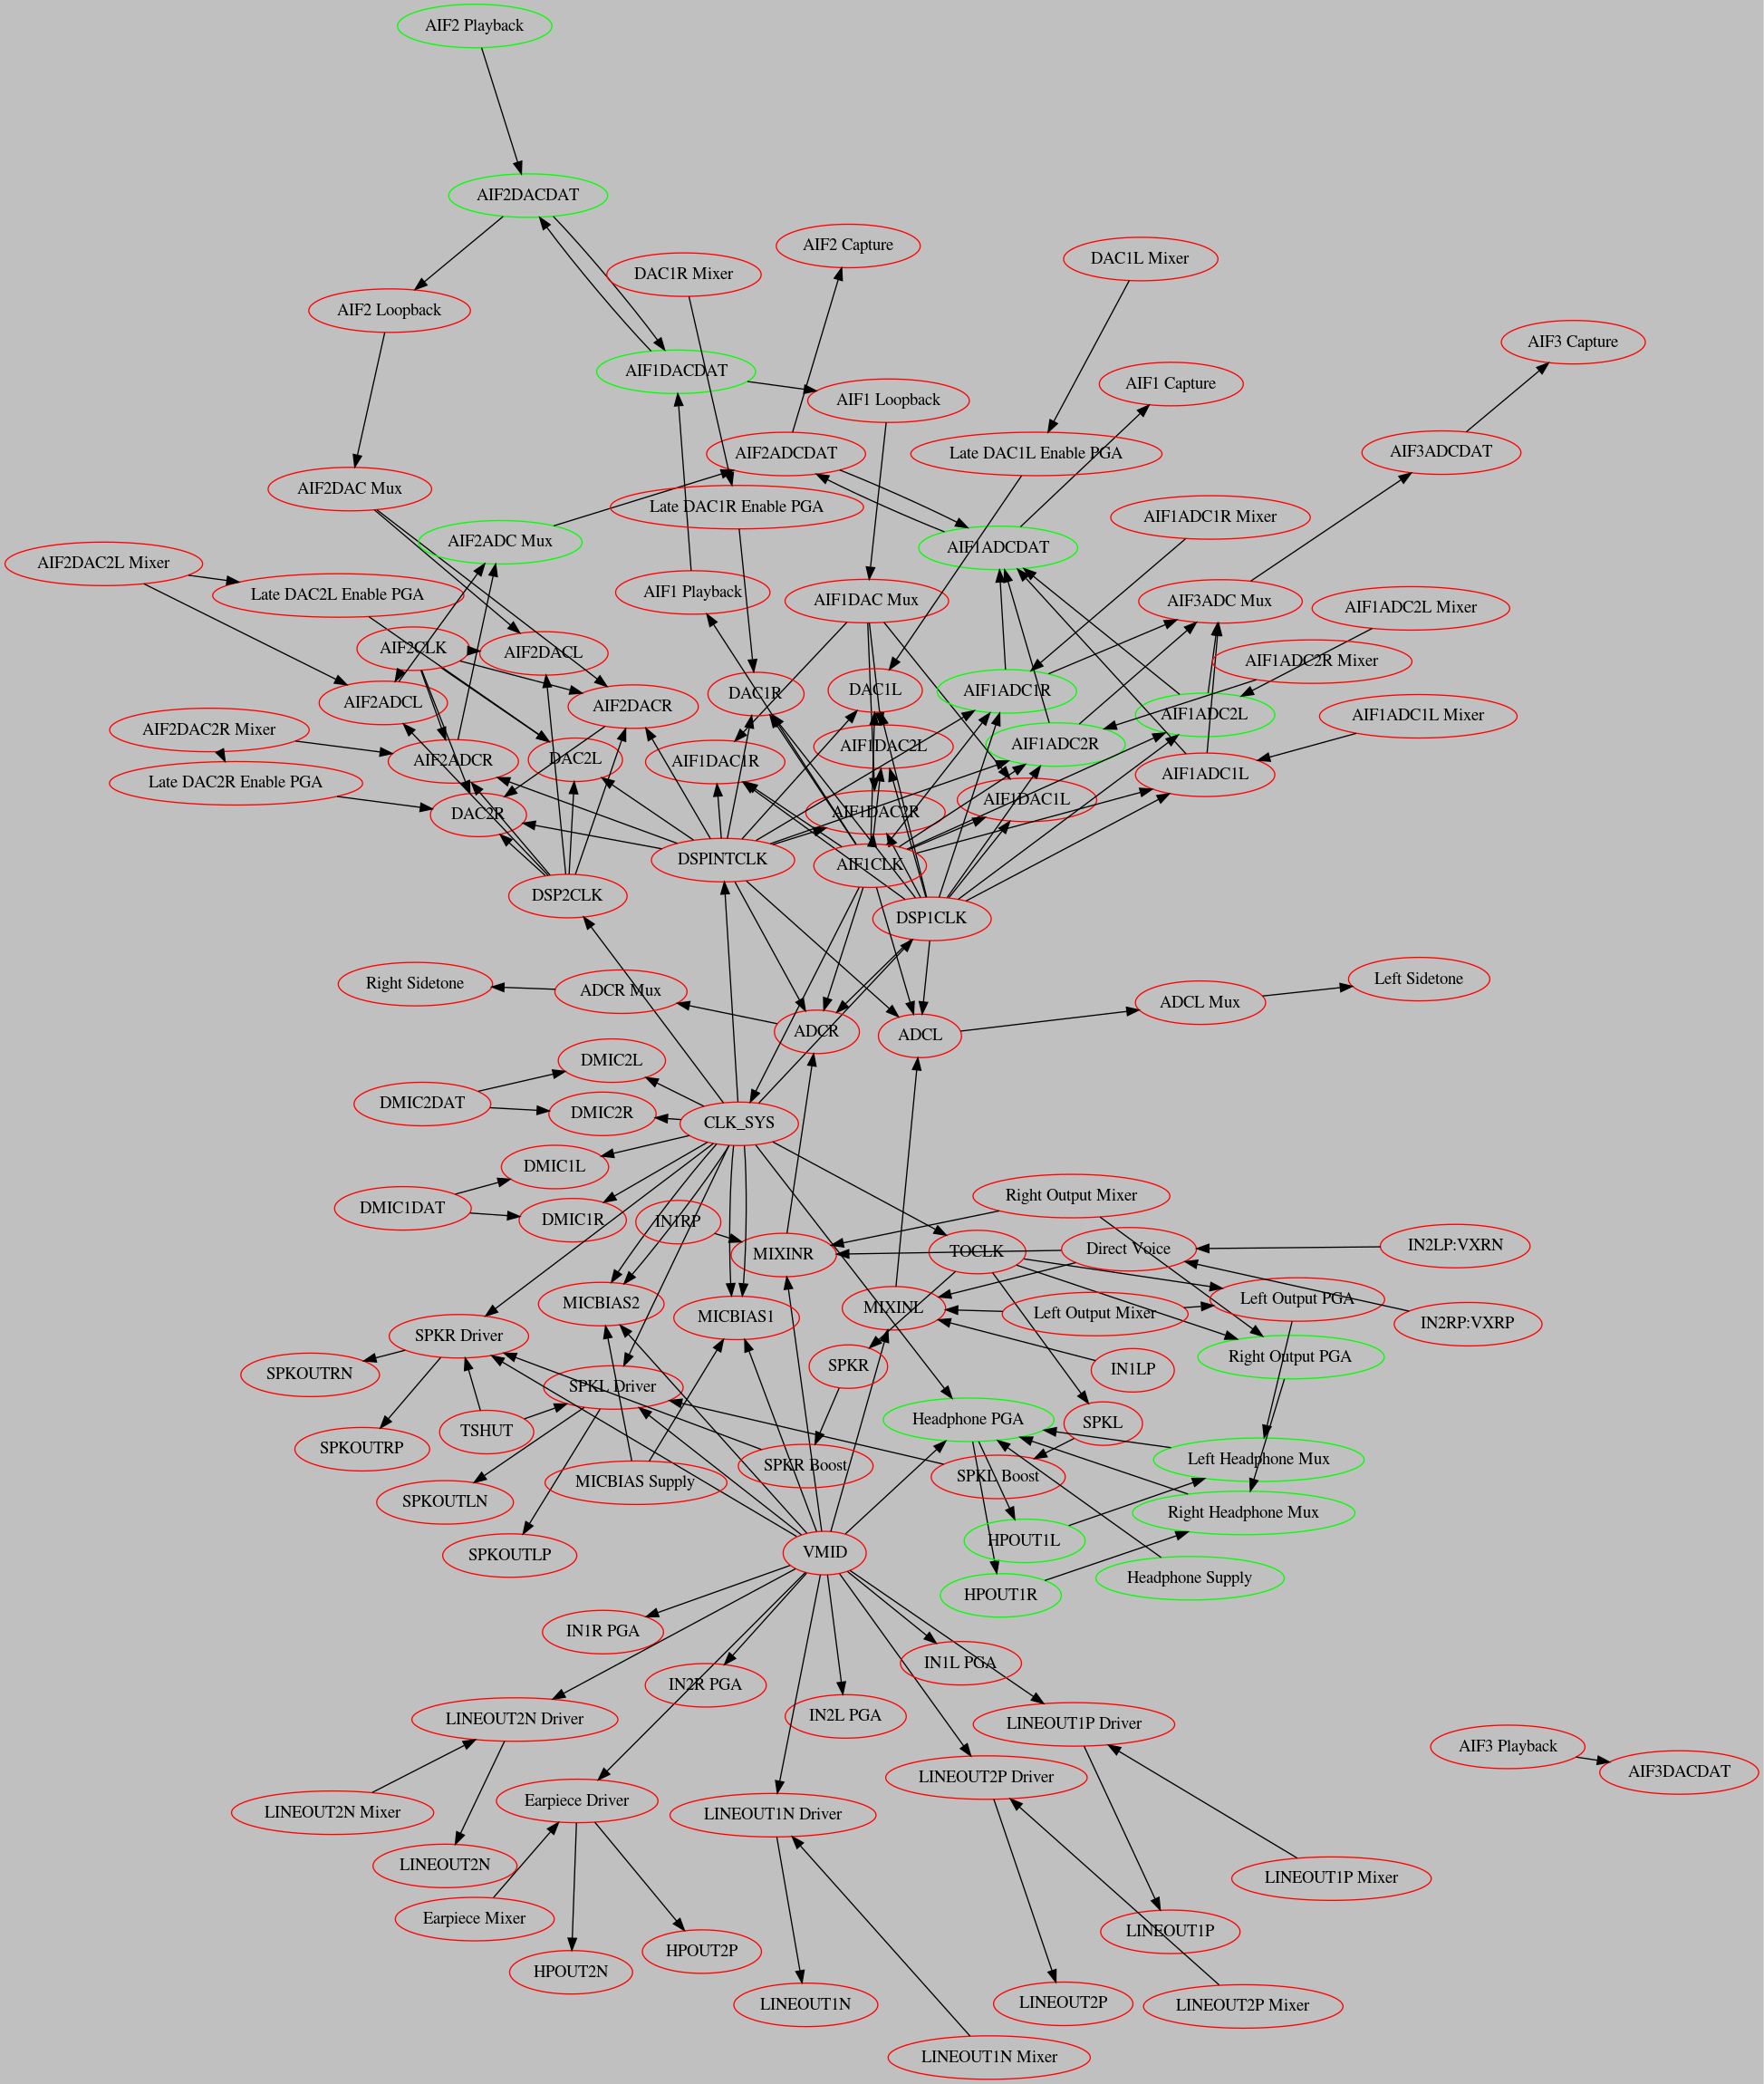 AIF2 Playback
AIF2DACDAT
AIF2 Capture
DAC1L Mixer
DAC1R Mixer
AIF2 Loopback
AIF3 Capture
AIF1DACDAT
AIF1 Capture
AIF1 Loopback
AIF2ADCDAT
Late DAC1L Enable PGA
AIF3ADCDAT
AIF2DAC Mux
Late DAC1R Enable PGA
AIF1ADC1R Mixer
AIF2ADC Mux
AIF1ADCDAT
AIF2DAC2L Mixer
Late DAC2L Enable PGA
AIF1 Playback
AIF1DAC Mux
AIF3ADC Mux
AIF1ADC2L Mixer
AIF2CLK
AIF2DACL
AIF1ADC2R Mixer
AIF2ADCL
AIF2DACR
DAC1R
DAC1L
AIF1ADC1R
AIF1ADC2L
AIF1ADC1L Mixer
AIF2DAC2R Mixer
AIF2ADCR
DAC2L
AIF1DAC1R
AIF1DAC2L
AIF1ADC2R
AIF1ADC1L
Late DAC2R Enable PGA
DAC2R
AIF1DAC2R
AIF1DAC1L
DSPINTCLK
AIF1CLK
DSP2CLK
DSP1CLK
Right Sidetone
ADCR Mux
ADCL Mux
Left Sidetone
ADCR
ADCL
DMIC2L
DMIC2DAT
DMIC2R
CLK_SYS
DMIC1L
DMIC1DAT
DMIC1R
IN1RP
Right Output Mixer
MIXINR
TOCLK
Direct Voice
IN2LP:VXRN
MICBIAS2
MICBIAS1
MIXINL
Left Output Mixer
Left Output PGA
IN2RP:VXRP
SPKR Driver
SPKOUTRN
SPKR
IN1LP
Right Output PGA
SPKL Driver
TSHUT
SPKOUTRP
Headphone PGA
SPKL
Left Headphone Mux
SPKR Boost
SPKL Boost
MICBIAS Supply
SPKOUTLN
Right Headphone Mux
SPKOUTLP
VMID
HPOUT1L
Headphone Supply
HPOUT1R
IN1R PGA
IN1L PGA
IN2R PGA
IN2L PGA
LINEOUT2N Driver
LINEOUT1P Driver
AIF3 Playback
AIF3DACDAT
LINEOUT2P Driver
Earpiece Driver
LINEOUT2N Mixer
LINEOUT1N Driver
LINEOUT2N
LINEOUT1P Mixer
Earpiece Mixer
LINEOUT1P
HPOUT2P
HPOUT2N
LINEOUT1N
LINEOUT2P
LINEOUT2P Mixer
LINEOUT1N Mixer